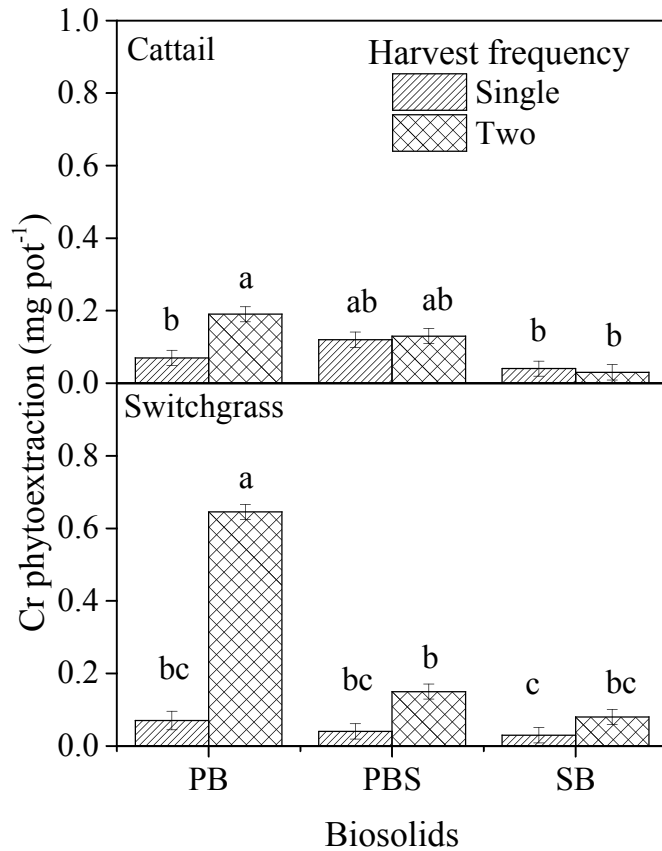 Cattail
Harvest frequency
Single
Two
1.0
0.8
0.6
0.4
0.2
0.0
b
a
ab
ab
b
b
Switchgrass
0.8
0.6
0.4
0.2
0.0
bc
a
bc
b
c
bc
PB
PBS
SB
Cr phytoextraction (mg pot⁻¹)
Biosolids